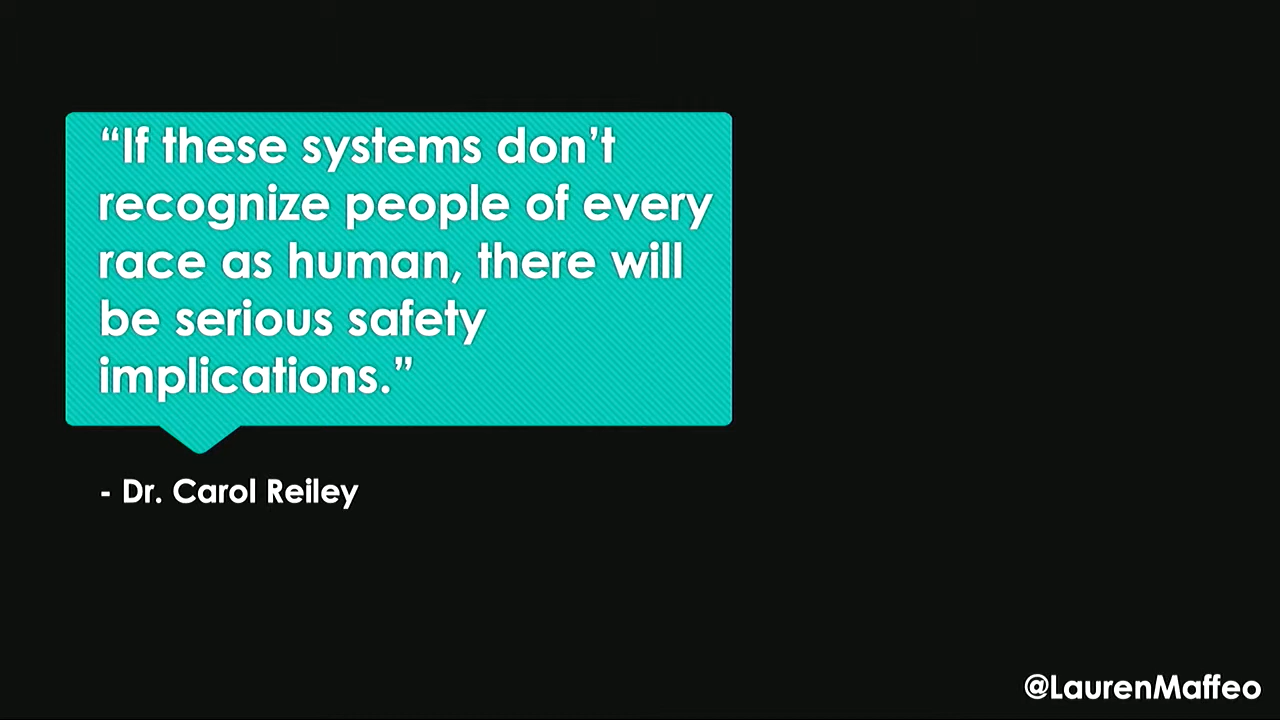 “If these systems don’t
recognize people of every
race as human, there will
be serious safety
implications.”
- Dr. Carol Reiley
@LaurenMaffeo